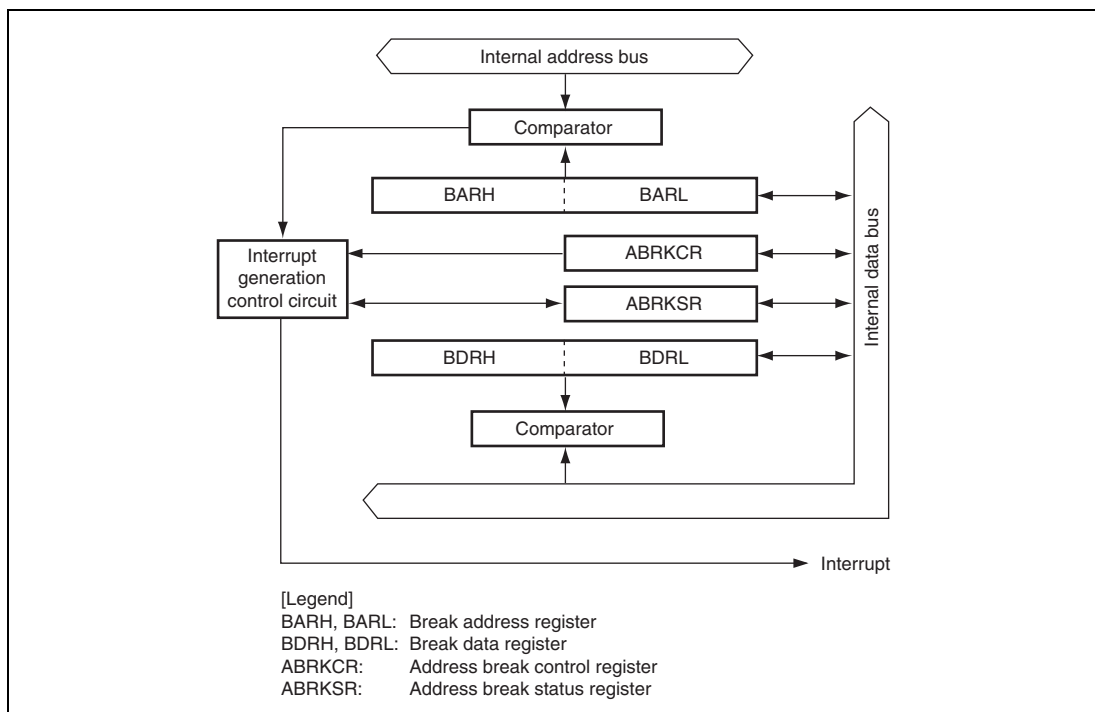 Internal address bus
Comparator
BARH BARL
Internal data bus
Interrupt
generation
control circuit
ABRKCR
ABRKSR
BDRH BDRL
Comparator
Interrupt
[Legend]
BARH, BARL: Break address register
BDRH, BDRL: Break data register
ABRKCR: Address break control register
ABRKSR: Address break status register